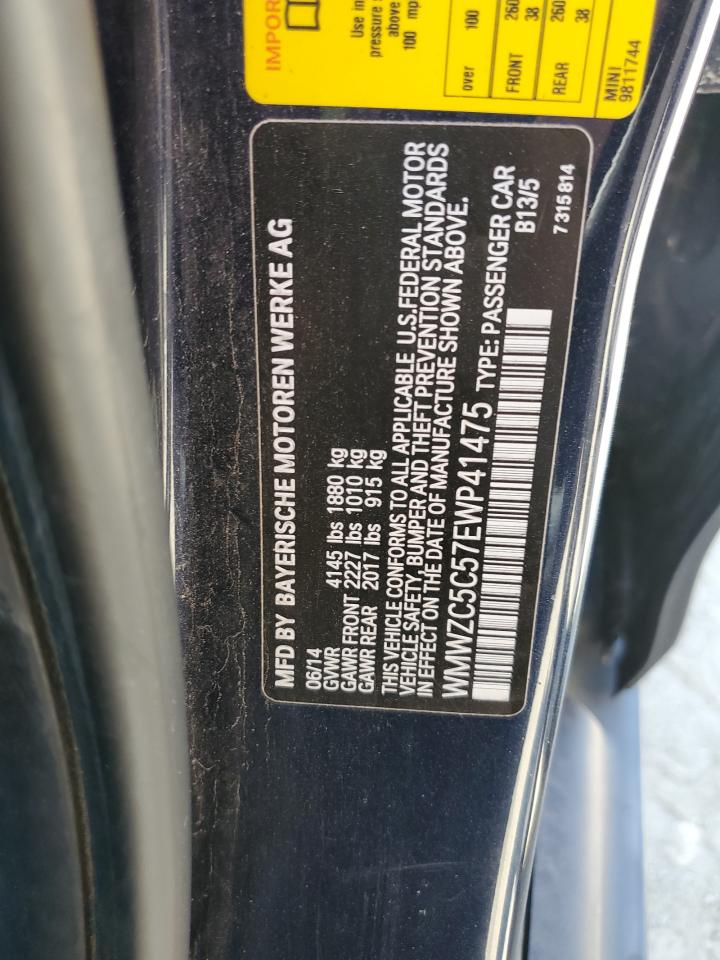 IMPOR
Use in
pressure
above
100 mp
over 100
FRONT 260 38
REAR 260 38
MINI
9811744
MFD BY BAYERISCHE MOTOREN WERKE AG
06/14
GVWR 4145 lbs 1880 kg
GAWR FRONT 2227 lbs 1010 kg
GAWR REAR 2017 lbs 915 kg
THIS VEHICLE CONFORMS TO ALL APPLICABLE U.S.FEDERAL MOTOR
VEHICLE SAFETY, BUMPER AND THEFT PREVENTION STANDARDS
IN EFFECT ON THE DATE OF MANUFACTURE SHOWN ABOVE.
WMWZC5C57EWP41475 TYPE: PASSENGER CAR
B13/5
7 315 814